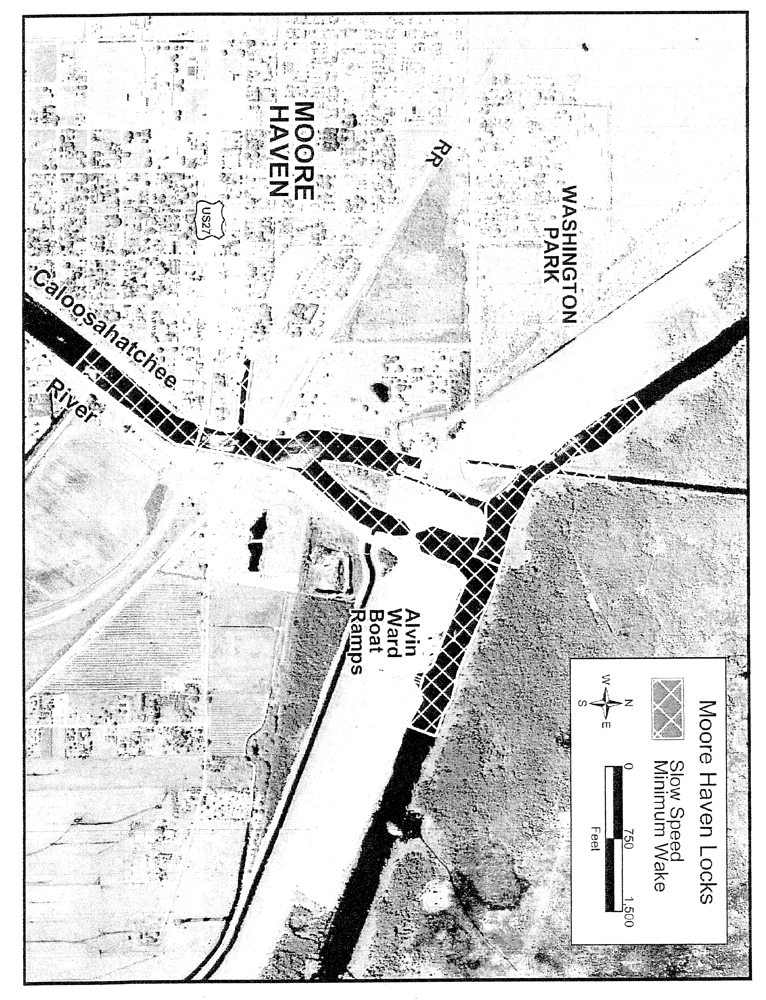 Moore Haven Locks
Slow Speed
Minimum Wake
N
W
E
S
0
750
1,500
Feet
WASHINGTON
PARK
RR
MOORE
HAVEN
US27
Caloosahatchee
River
Alvin
Ward
Boat
Ramps